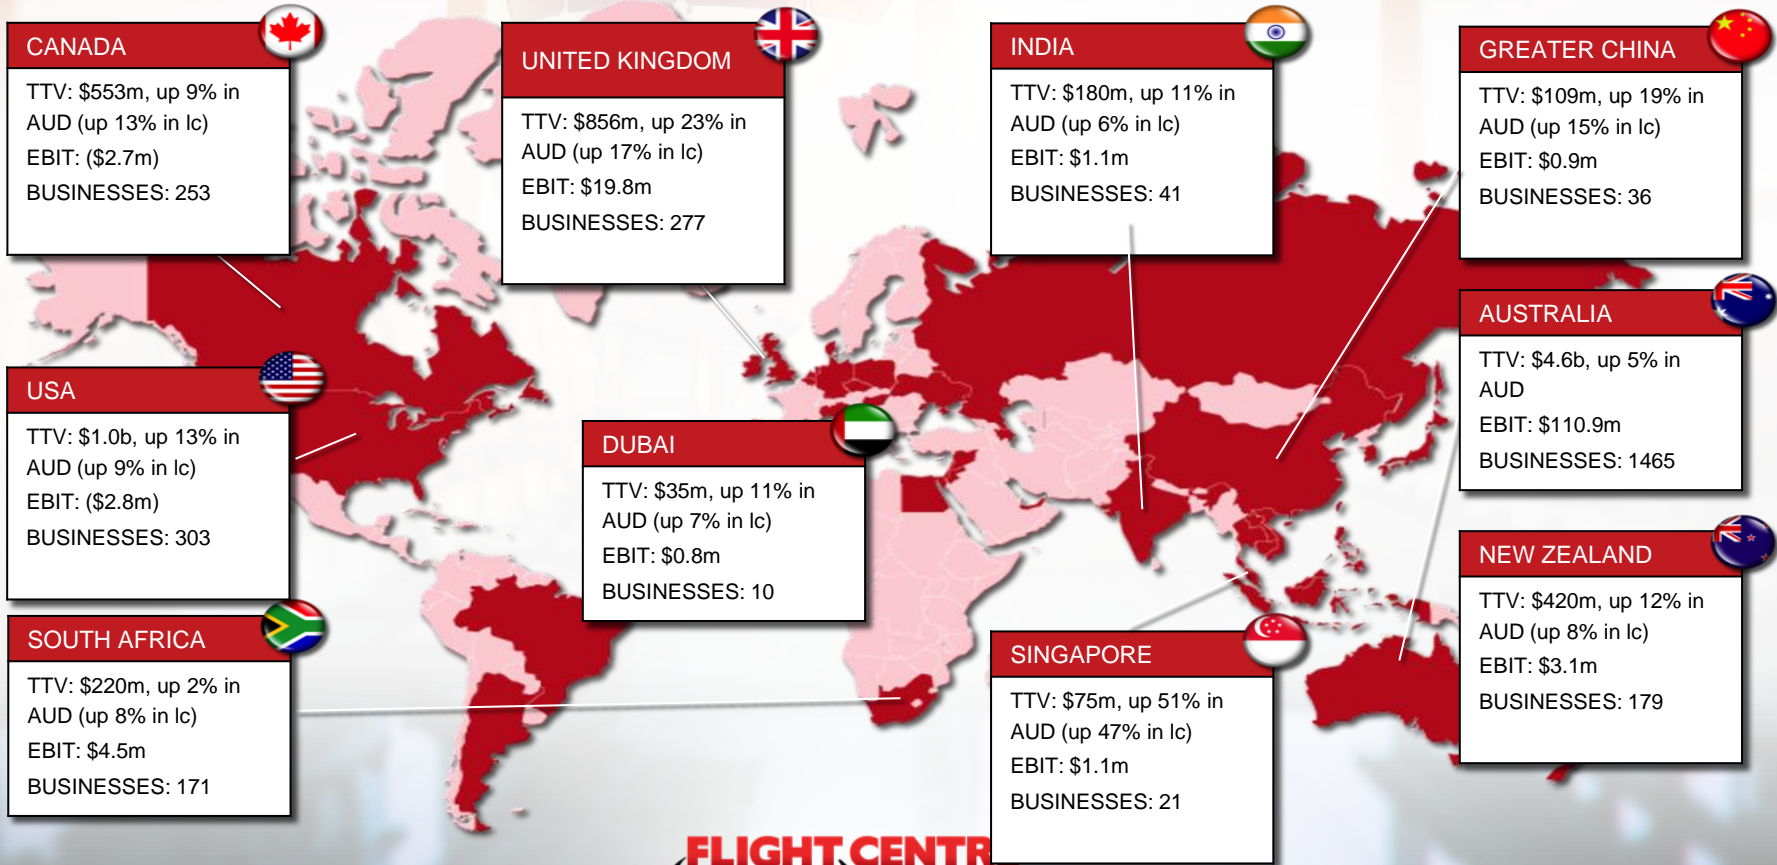 CANADA
TTV: $553m, up 9% in
AUD (up 13% in lc)
EBIT: ($2.7m)
BUSINESSES: 253
UNITED KINGDOM
TTV: $856m, up 23% in
AUD (up 17% in lc)
EBIT: $19.8m
BUSINESSES: 277
INDIA
TTV: $180m, up 11% in
AUD (up 6% in lc)
EBIT: $1.1m
BUSINESSES: 41
GREATER CHINA
TTV: $109m, up 19% in
AUD (up 15% in lc)
EBIT: $0.9m
BUSINESSES: 36
USA
TTV: $1.0b, up 13% in
AUD (up 9% in lc)
EBIT: ($2.8m)
BUSINESSES: 303
DUBAI
TTV: $35m, up 11% in
AUD (up 7% in lc)
EBIT: $0.8m
BUSINESSES: 10
AUSTRALIA
TTV: $4.6b, up 5% in
AUD
EBIT: $110.9m
BUSINESSES: 1465
SOUTH AFRICA
TTV: $220m, up 2% in
AUD (up 8% in lc)
EBIT: $4.5m
BUSINESSES: 171
SINGAPORE
TTV: $75m, up 51% in
AUD (up 47% in lc)
EBIT: $1.1m
BUSINESSES: 21
NEW ZEALAND
TTV: $420m, up 12% in
AUD (up 8% in lc)
EBIT: $3.1m
BUSINESSES: 179
FLIGHT CENTR